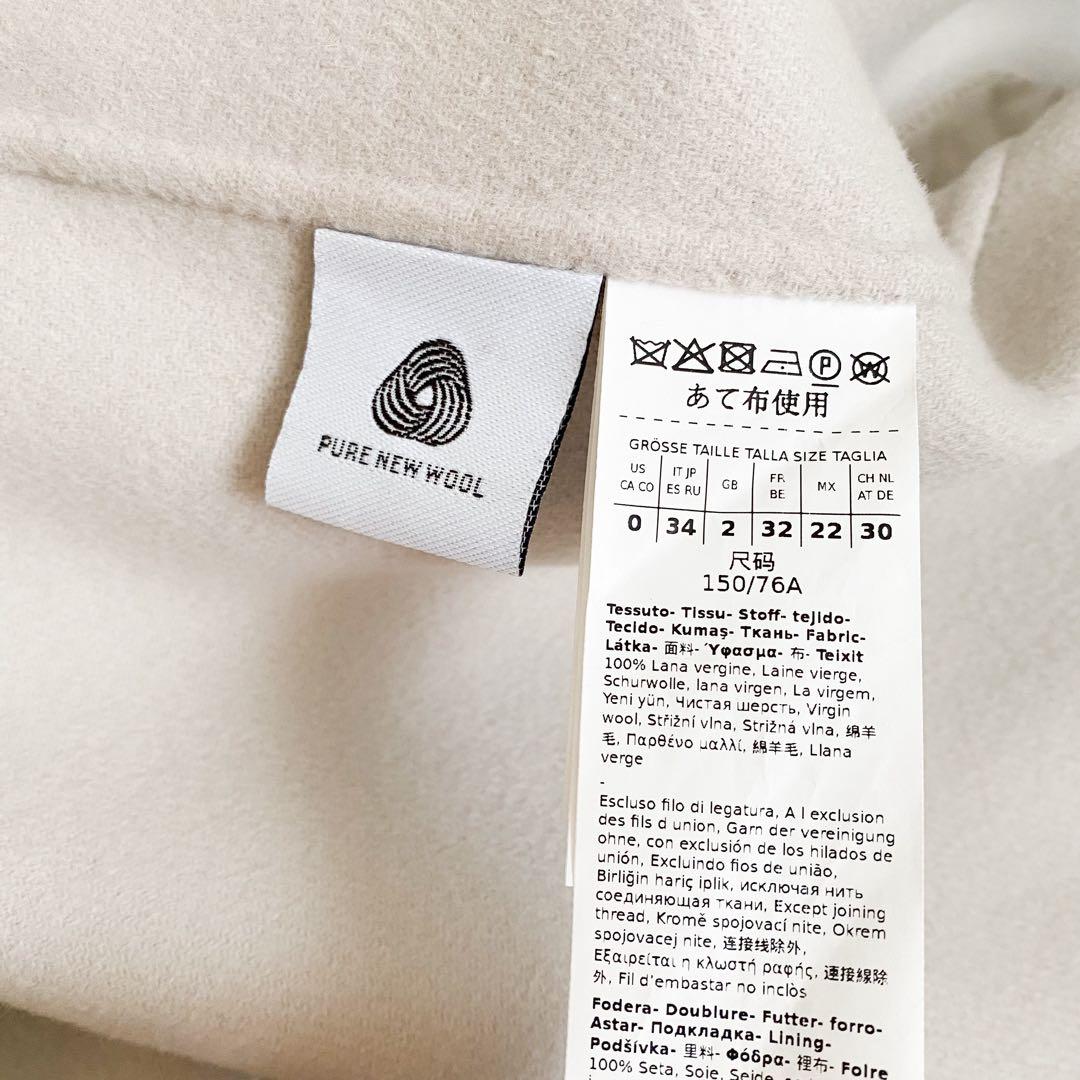 PURE NEW WOOL
P W
あて布使用
GRÖSSE TAILLE TALLA SIZE TAGLIA
US CA CO IT JP ES RU GB FR BE MX CH NL AT DE
0 34 2 32 22 30
尺码
150/76A
Tessuto- Tissu- Stoff- teJido-
Tecido- Kumaş- Ткань- Fabric-
Látka- 面料- Ύφασμα- 布- Teixit
100% Lana vergine, Laine vierge,
Schurwolle, lana virgen, La virgem,
Yeni yün, Чистая шерсть, Virgin
wool, Střižní vlna, Strižná vlna, 绵羊
毛, Παρθένο μαλλί, 綿羊毛, Llana
verge
-
Escluso filo di legatura, A l exclusion
des fils d union, Garn der vereinigung
ohne, con exclusión de los hilados de
unión, Excluindo fios de união,
Birliğin hariç iplik, исключая нить
соединяющая ткани, Except joining
thread, Kromě spojovací nite, Okrem
spojovacej nite, 连接线除外,
Εξαιρείται η κλωστή ραφής, 連接線除
外, Fil d'embastar no inclòs
Fodera- Doublure- Futter- forro-
Astar- Подкладка- Lining-
Podšívka- 里料- Φόδρα- 裡布- Folre
100% Seta, Soie, Seide,